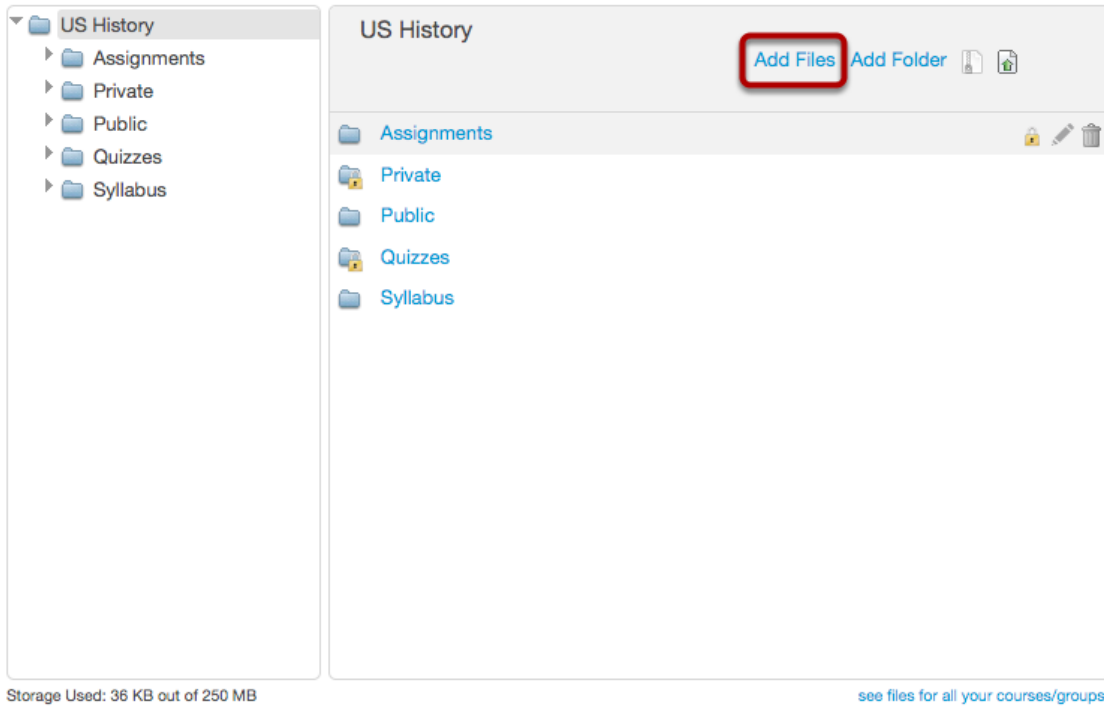 US History
Assignments
Private
Public
Quizzes
Syllabus
US History
Add Files Add Folder
Assignments
Private
Public
Quizzes
Syllabus
Storage Used: 36 KB out of 250 MB
see files for all your courses/groups